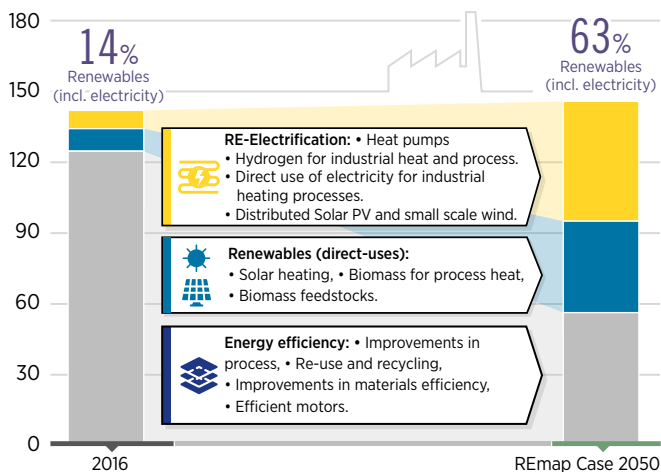 180
150
120
90
60
30
0
14%
Renewables
(incl. electricity)
63%
Renewables
(incl. electricity)
RE-Electrification: • Heat pumps
• Hydrogen for industrial heat and process.
• Direct use of electricity for industrial
heating processes.
• Distributed Solar PV and small scale wind.
Renewables (direct-uses):
• Solar heating, • Biomass for process heat,
• Biomass feedstocks.
Energy efficiency: • Improvements in
process, • Re-use and recycling,
• Improvements in materials efficiency,
• Efficient motors.
2016
REmap Case 2050